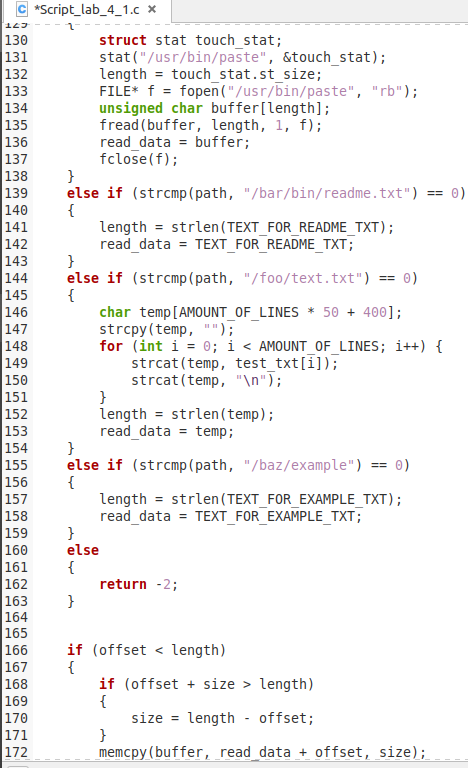 *Script_lab_4_1.c ×
129 {
130 struct stat touch_stat;
131 stat("/usr/bin/paste", &touch_stat);
132 length = touch_stat.st_size;
133 FILE* f = fopen("/usr/bin/paste", "rb");
134 unsigned char buffer[length];
135 fread(buffer, length, 1, f);
136 read_data = buffer;
137 fclose(f);
138 }
139 else if (strcmp(path, "/bar/bin/readme.txt") == 0)
140 {
141 length = strlen(TEXT_FOR_README_TXT);
142 read_data = TEXT_FOR_README_TXT;
143 }
144 else if (strcmp(path, "/foo/text.txt") == 0)
145 {
146 char temp[AMOUNT_OF_LINES * 50 + 400];
147 strcpy(temp, "");
148 for (int i = 0; i < AMOUNT_OF_LINES; i++) {
149 strcat(temp, test_txt[i]);
150 strcat(temp, "\n");
151 }
152 length = strlen(temp);
153 read_data = temp;
154 }
155 else if (strcmp(path, "/baz/example") == 0)
156 {
157 length = strlen(TEXT_FOR_EXAMPLE_TXT);
158 read_data = TEXT_FOR_EXAMPLE_TXT;
159 }
160 else
161 {
162 return -2;
163 }
164
165
166 if (offset < length)
167 {
168 if (offset + size > length)
169 {
170 size = length - offset;
171 }
172 memcpy(buffer, read_data + offset, size);